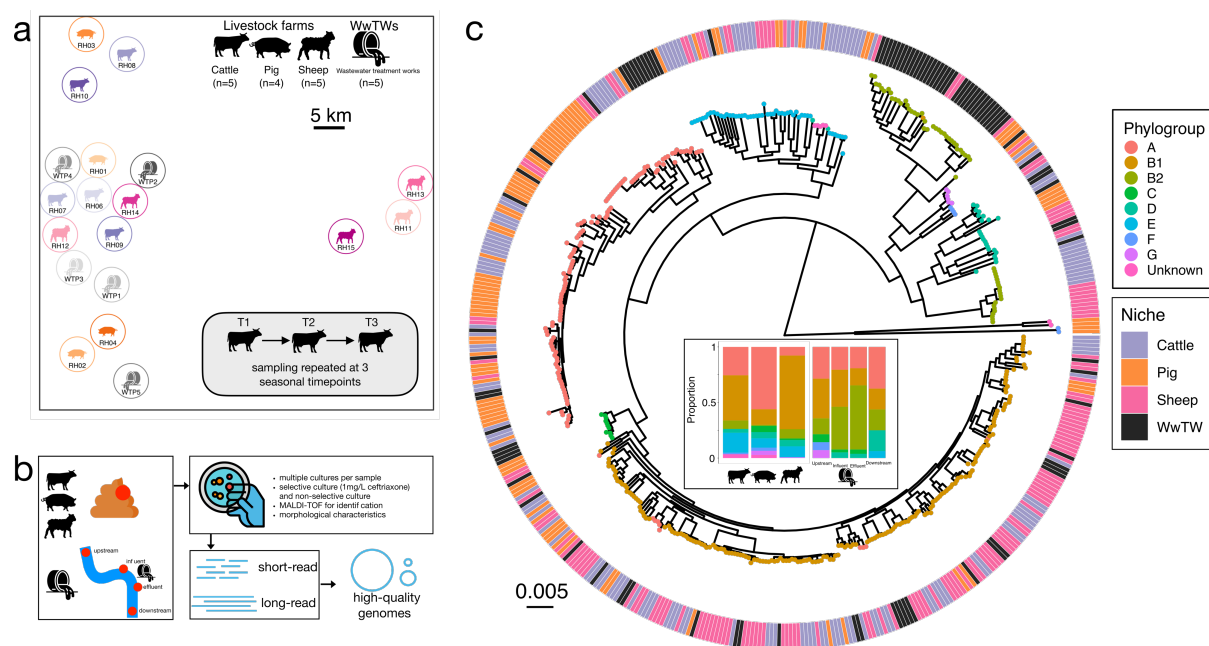 a
Livestock farms
WwTWs
Cattle
(n=5)
Pig
(n=4)
Sheep
(n=5)
Wastewater treatment works
(n=5)
5 km
RH03
RH08
RH10
WTP4
RH01
WTP2
RH07
RH06
RH14
RH12
RH09
WTP3
WTP1
RH04
RH02
WTP5
RH13
RH11
RH15
T1
T2
T3
sampling repeated at 3
seasonal timepoints
b
upstream
inf uent
effluent
downstream
• multiple cultures per sample
• selective culture (1mg/L ceftriaxone)
and non-selective culture
• MALDI-TOF for identif cation
• morphological characteristics
short-read
long-read
high-quality
genomes
c
Proportion
1
0.5
0
Upstream
Influent
Effluent
Downstream
0.005
Phylogroup
A
B1
B2
C
D
E
F
G
Unknown
Niche
Cattle
Pig
Sheep
WwTW